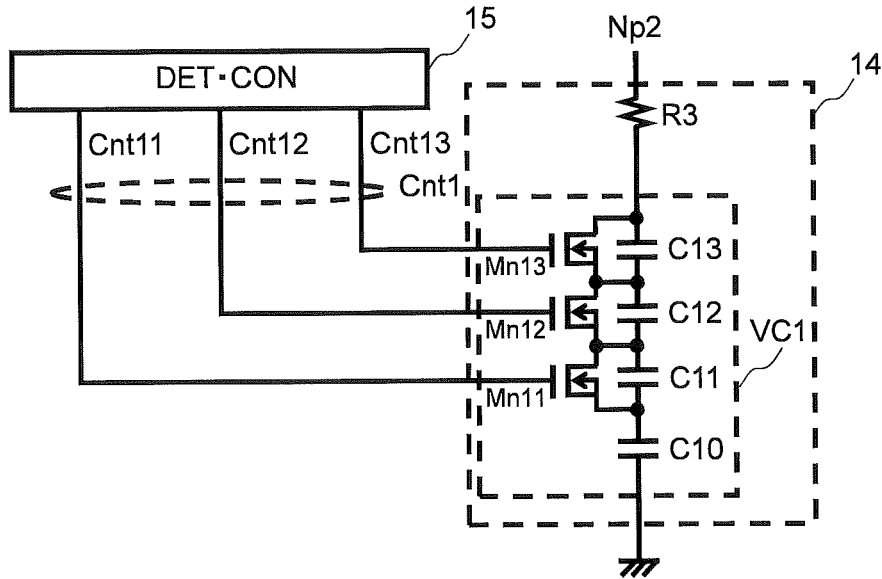 15
Np2
DET·CON
14
R3
Cnt11
Cnt12
Cnt13
Cnt1
Mn13
C13
Mn12
C12
VC1
Mn11
C11
C10